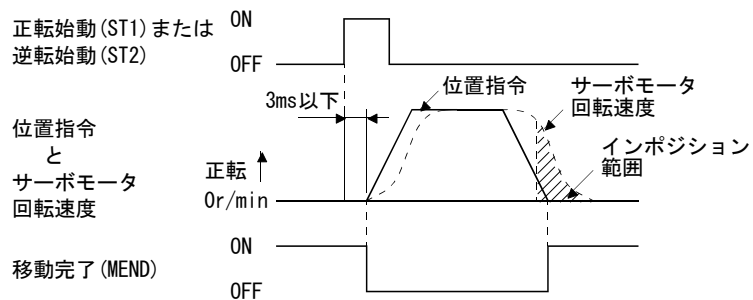 正転始動(ST1)または
逆転始動(ST2)
ON
OFF
3ms以下
位置指令
サーボモータ
回転速度
位置指令
と
サーボモータ
回転速度
正転
0r/min
インポジション
範囲
移動完了(MEND)
ON
OFF